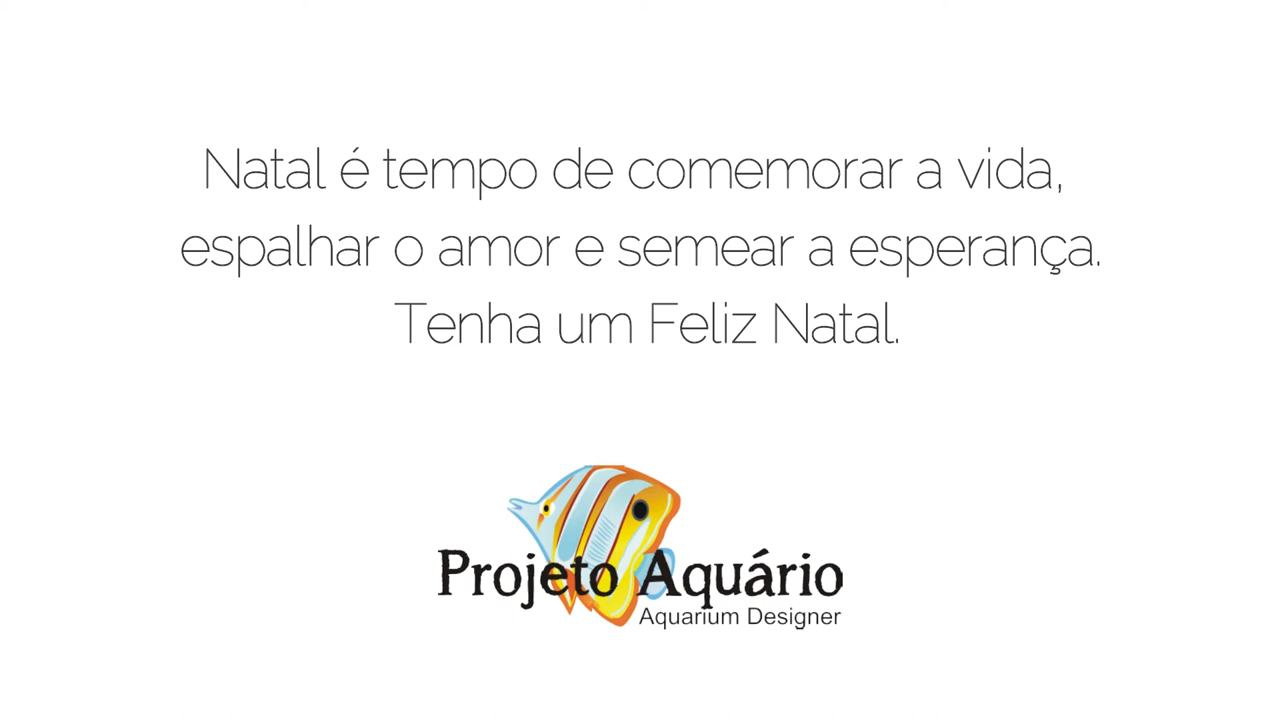 Natal é tempo de comemorar a vida,
espalhar o amor e semear a esperança.
Tenha um Feliz Natal.
Projeto Aquário
Aquarium Designer